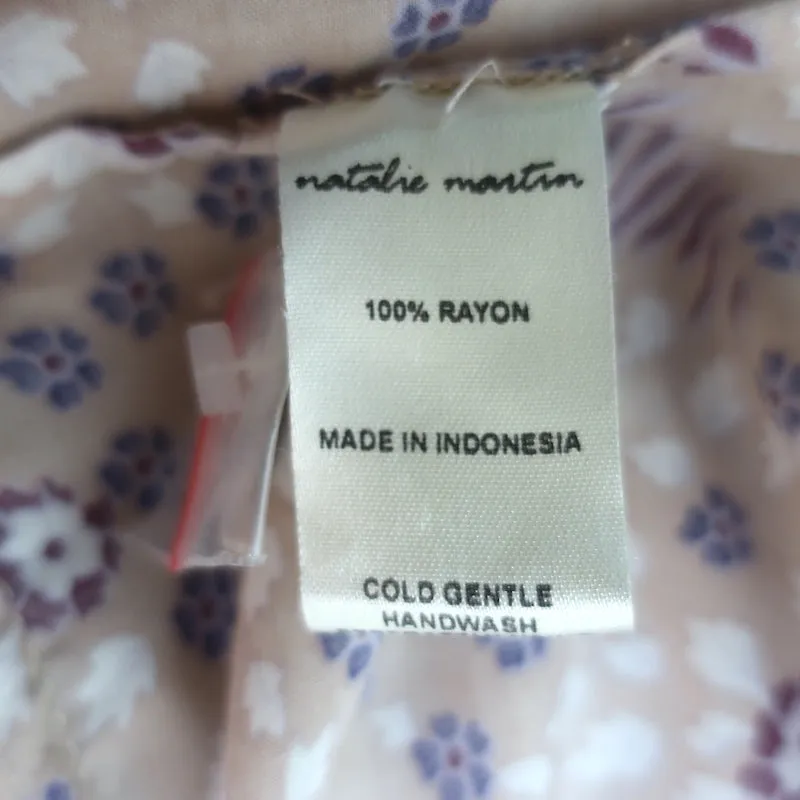 natalie martin
100% RAYON
MADE IN INDONESIA
COLD GENTLE
HANDWASH